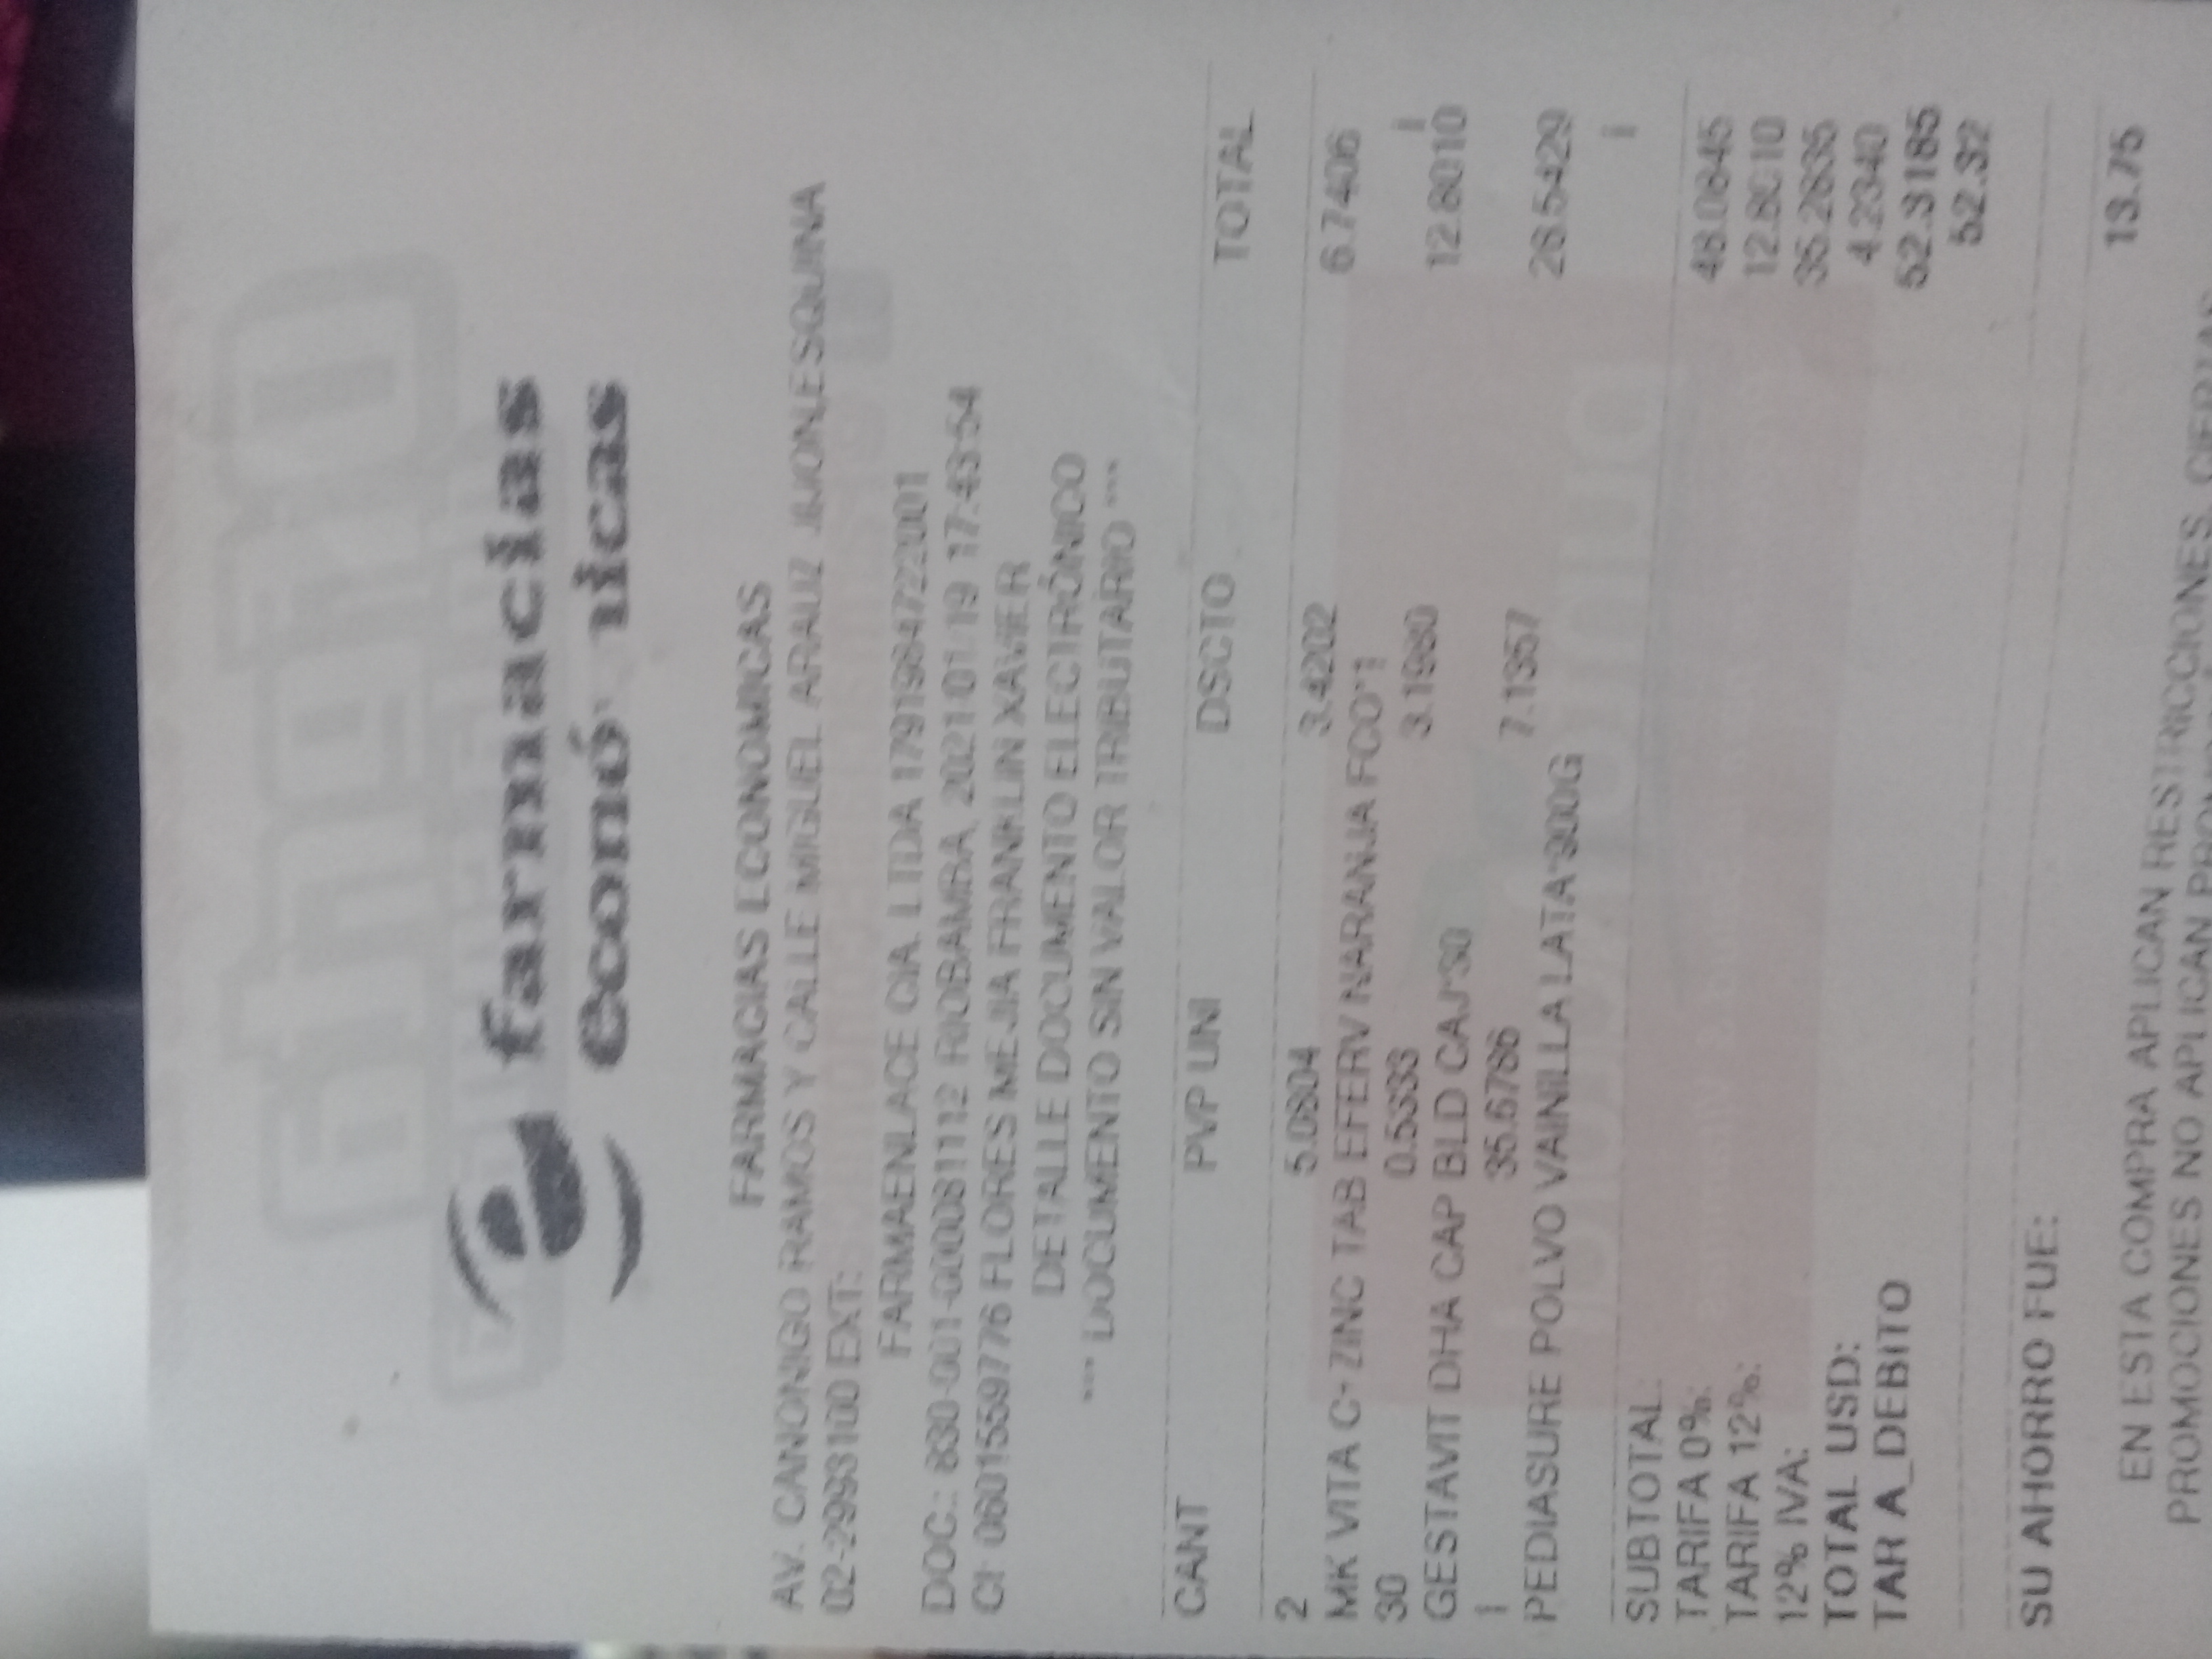 farmacias
econó icas
FARMACIAS ECONOMICAS
AV. CANONIGO RAMOS Y CALLE MIGUEL ARAUZ JIJON,ESQUINA
02-2993100 EXT:
FARMAENLACE CIA. LTDA 1791984722001
DOC.: 830-001-000081112 RIOBAMBA, 2021/01/19 17:43:54
CI: 0601559776 FLORES MEJIA FRANKLIN XAVIER
DETALLE DOCUMENTO ELECTRÓNICO
*** DOCUMENTO SIN VALOR TRIBUTARIO ***
CANT PVP UNI DSCTO TOTAL
2 5.0804 3.4202 6.7406
MK VITA C+ZINC TAB EFERV NARANJA FCO*1 i
30 0.5333 3.1980 12.8010
GESTAVIT DHA CAP BLD CAJ*30
1 35.6786 7.1357 28.5429
PEDIASURE POLVO VAINILLA LATA*900G i
SUBTOTAL: 48.0845
TARIFA 0%: 12.8010
TARIFA 12%: 35.2835
12% IVA: 4.2340
TOTAL USD: 52.3185
TAR A_DEBITO 52.32
SU AHORRO FUE: 13.75
EN ESTA COMPRA APLICAN RESTRICCIONES, CIERTAS
PROMOCIONES NO APLICAN